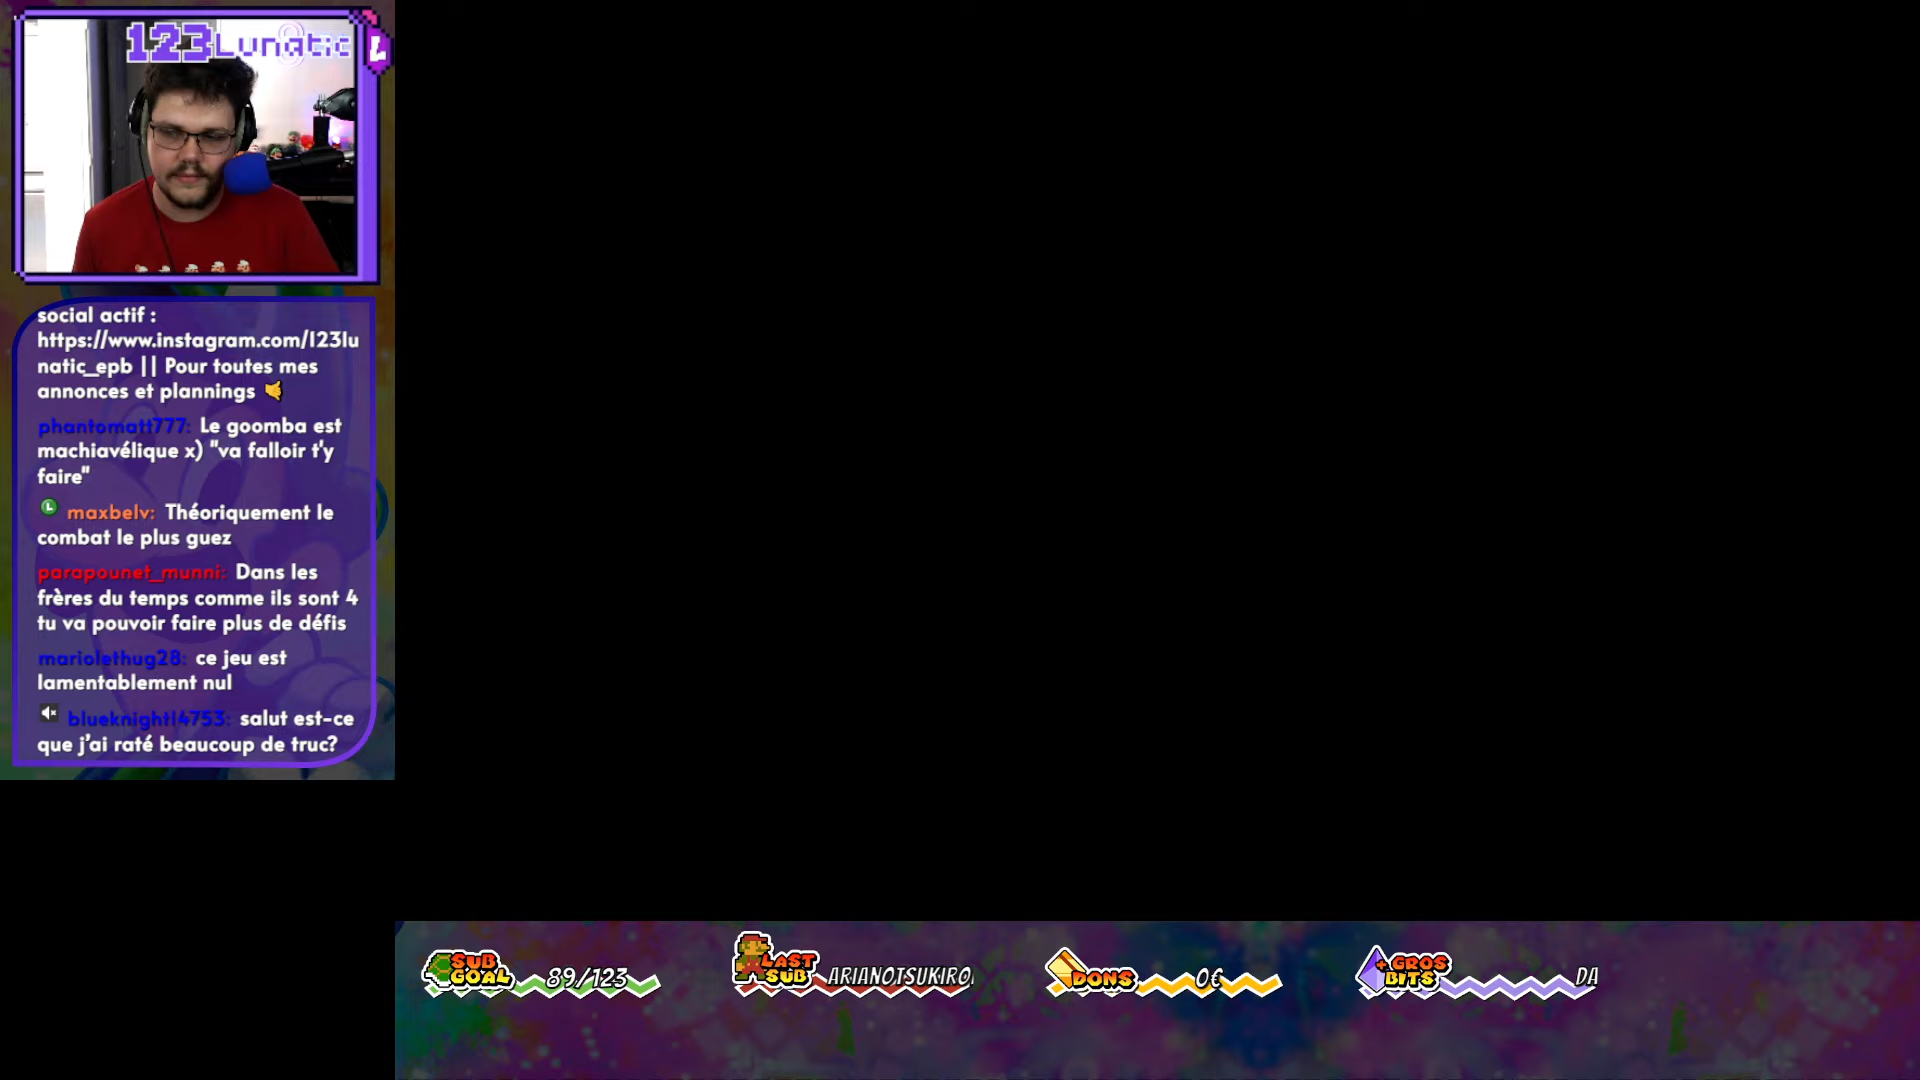 123Lunatic
L
social actif :
https://www.instagram.com/123lu
natic_epb || Pour toutes mes
annonces et plannings 🤙
phantomatt777: Le goomba est
machiavélique x) "va falloir t'y
faire"
maxbelv: Théoriquement le
combat le plus guez
parapounet_munni: Dans les
frères du temps comme ils sont 4
tu va pouvoir faire plus de défis
mariolethug28: ce jeu est
lamentablement nul
blueknight14753: salut est-ce
que j'ai raté beaucoup de truc?
SUB GOAL 89/123
LAST SUB ARIANOTSUKIRO
DONS 0€
+ GROS BITS DA